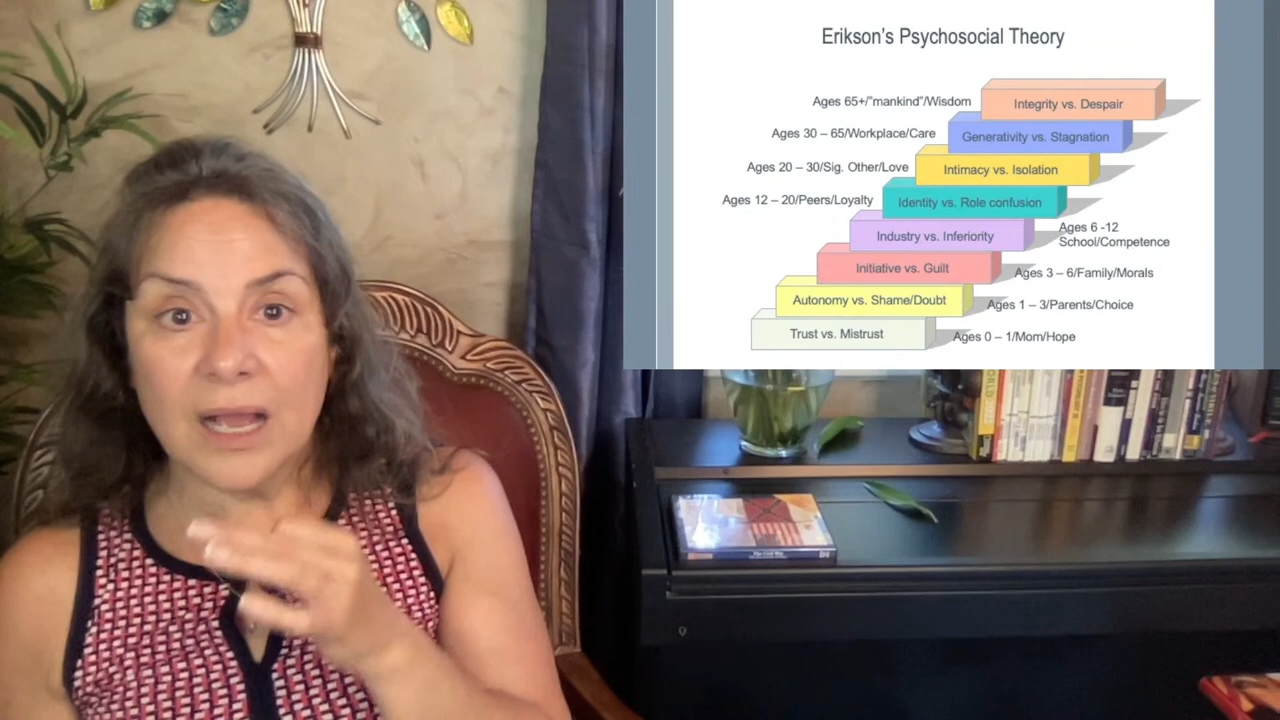 Erikson's Psychosocial Theory
Ages 65+/"mankind"/Wisdom
Integrity vs. Despair
Ages 30 – 65/Workplace/Care
Generativity vs. Stagnation
Ages 20 – 30/Sig. Other/Love
Intimacy vs. Isolation
Ages 12 – 20/Peers/Loyalty
Identity vs. Role confusion
Industry vs. Inferiority
Ages 6 -12
School/Competence
Initiative vs. Guilt
Ages 3 – 6/Family/Morals
Autonomy vs. Shame/Doubt
Ages 1 – 3/Parents/Choice
Trust vs. Mistrust
Ages 0 – 1/Mom/Hope
The Civil War